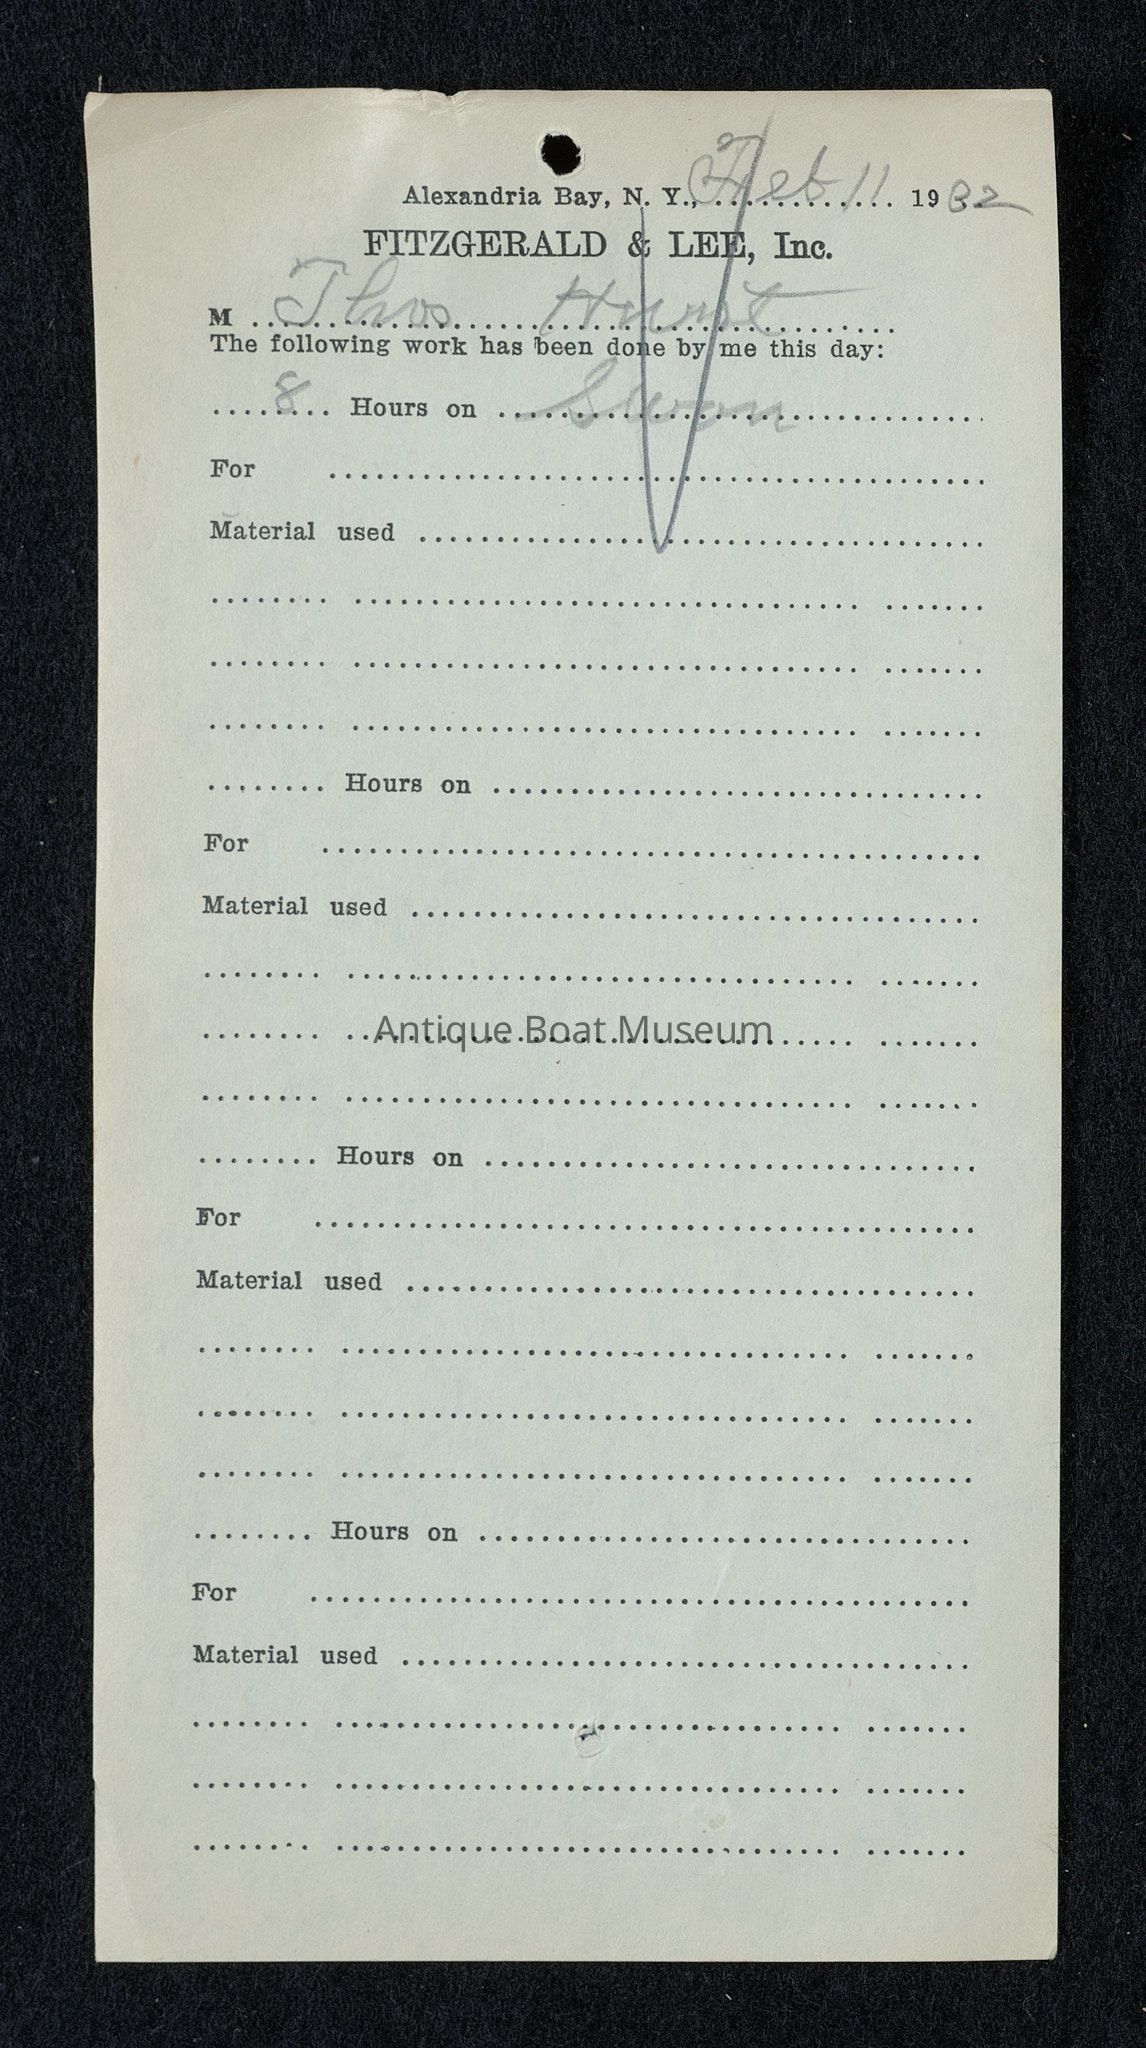 Alexandria Bay, N. Y., Feb 11 1932
FITZGERALD & LEE, Inc.
M Thos Hurst
The following work has been done by me this day:
8 Hours on Swan
For
Material used
Hours on
For
Material used
Antique Boat Museum
Hours on
For
Material used
Hours on
For
Material used